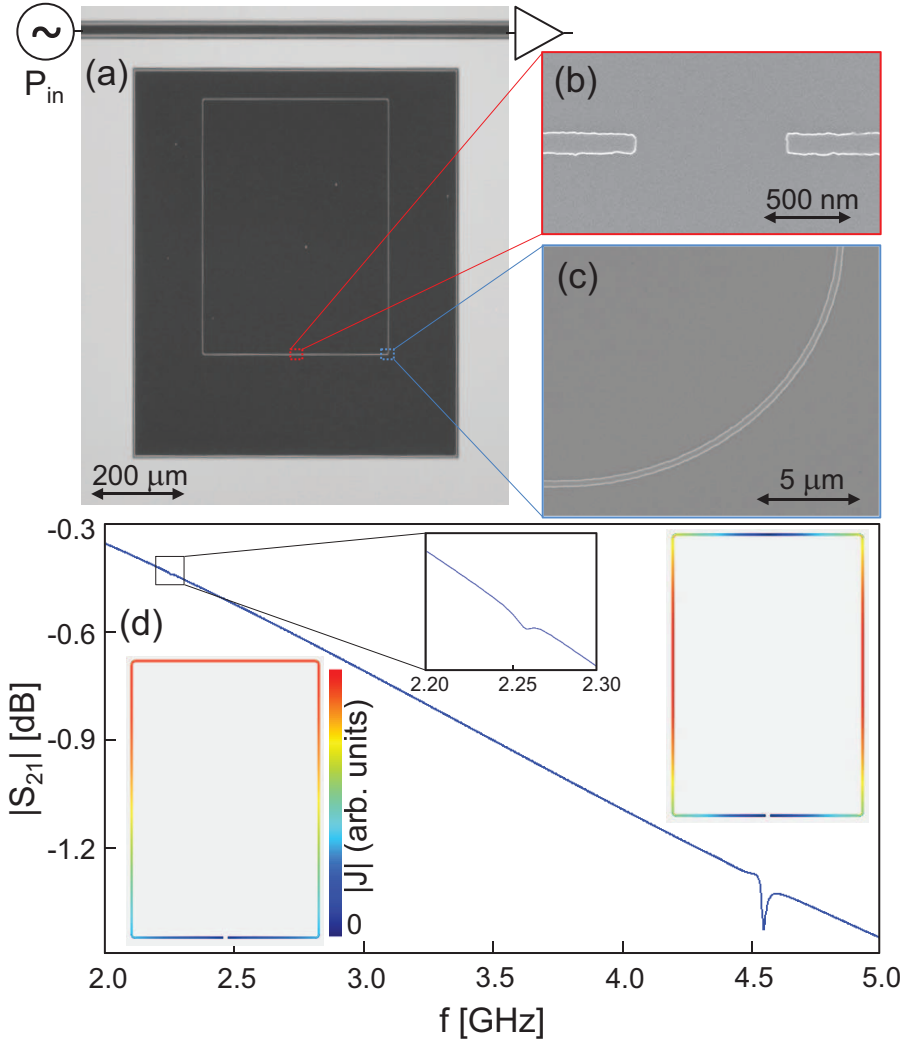 ~
P_in
(a)
200 μm
(b)
500 nm
(c)
5 μm
(d)
|S_21| [dB]
-0.3
-0.6
-0.9
-1.2
2.0 2.5 3.0 3.5 4.0 4.5 5.0
f [GHz]
2.20 2.25 2.30
|J| (arb. units)
0